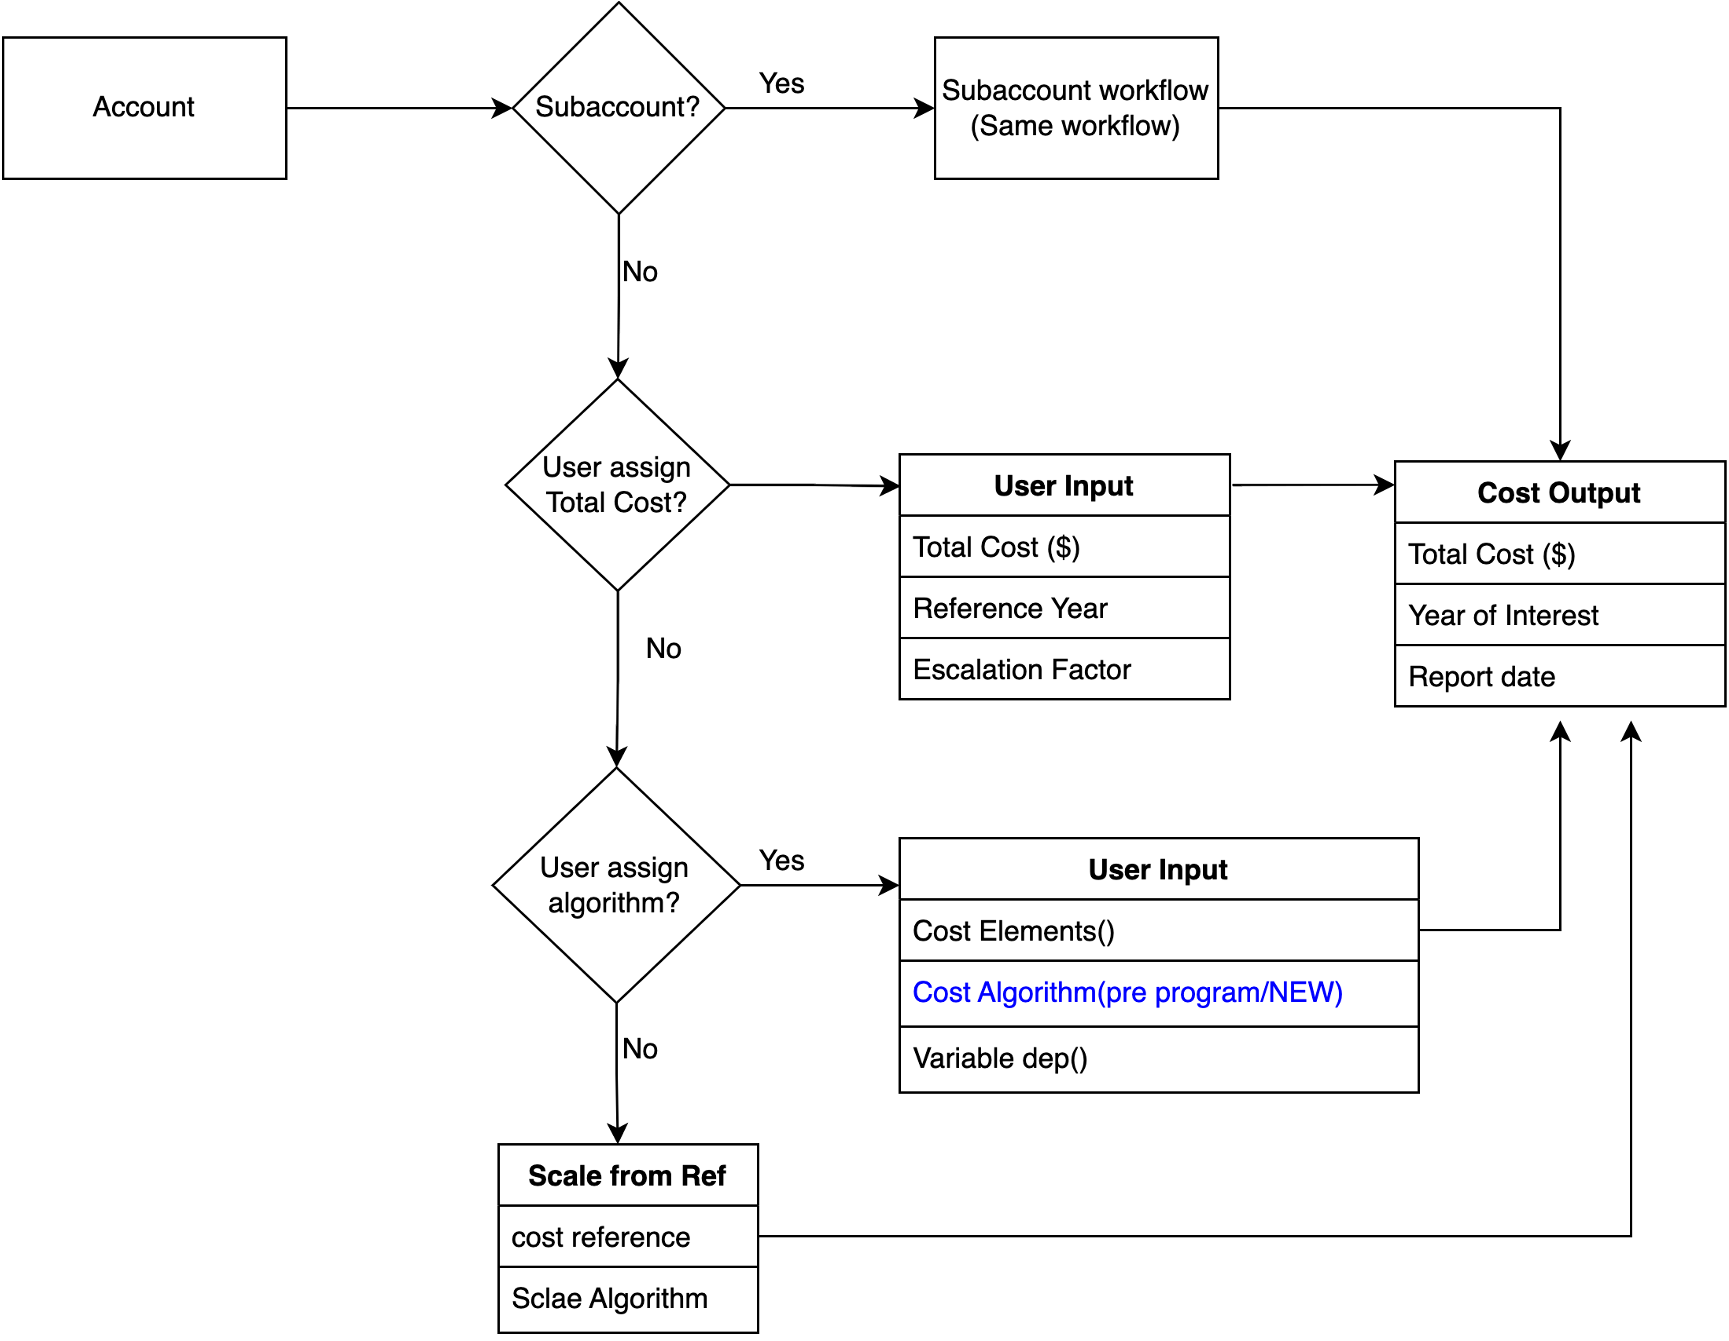 Account
Subaccount?
Yes
Subaccount workflow
(Same workflow)
No
User assign
Total Cost?
User Input
Total Cost ($)
Reference Year
Escalation Factor
Cost Output
Total Cost ($)
Year of Interest
Report date
No
User assign
algorithm?
Yes
User Input
Cost Elements()
Cost Algorithm(pre program/NEW)
Variable dep()
No
Scale from Ref
cost reference
Sclae Algorithm